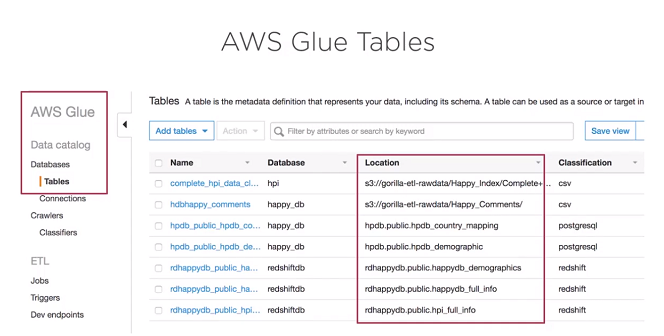 AWS Glue Tables
AWS Glue
Data catalog
Databases
Tables
Connections
Crawlers
Classifiers
ETL
Jobs
Triggers
Dev endpoints
Tables A table is the metadata definition that represents your data, including its schema. A table can be used as a source or target in
Add tables Action Filter by attributes or search by keyword Save view
Name Database Location Classification
complete_hpi_data_cl... hpi s3://gorilla-etl-rawdata/Happy_Index/Complete+... csv
hdbhappy_comments happy_db s3://gorilla-etl-rawdata/Happy_Comments/ csv
hpdb_public_hpdb_co... happy_db hpdb.public.hpdb_country_mapping postgresql
hpdb_public_hpdb_de... happy_db hpdb.public.hpdb_demographic postgresql
rdhappydb_public_ha... redshiftdb rdhappydb.public.happydb_demographics redshift
rdhappydb_public_ha... redshiftdb rdhappydb.public.happydb_full_info redshift
rdhappydb_public_hpi... redshiftdb rdhappydb.public.hpi_full_info redshift